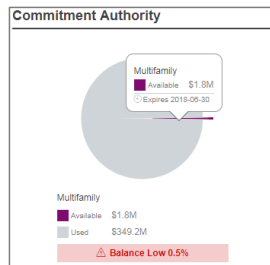 Commitment Authority
Multifamily
Available $1.8M
Expires 2018-06-30
Multifamily
Available $1.8M
Used $349.2M
Balance Low 0.5%